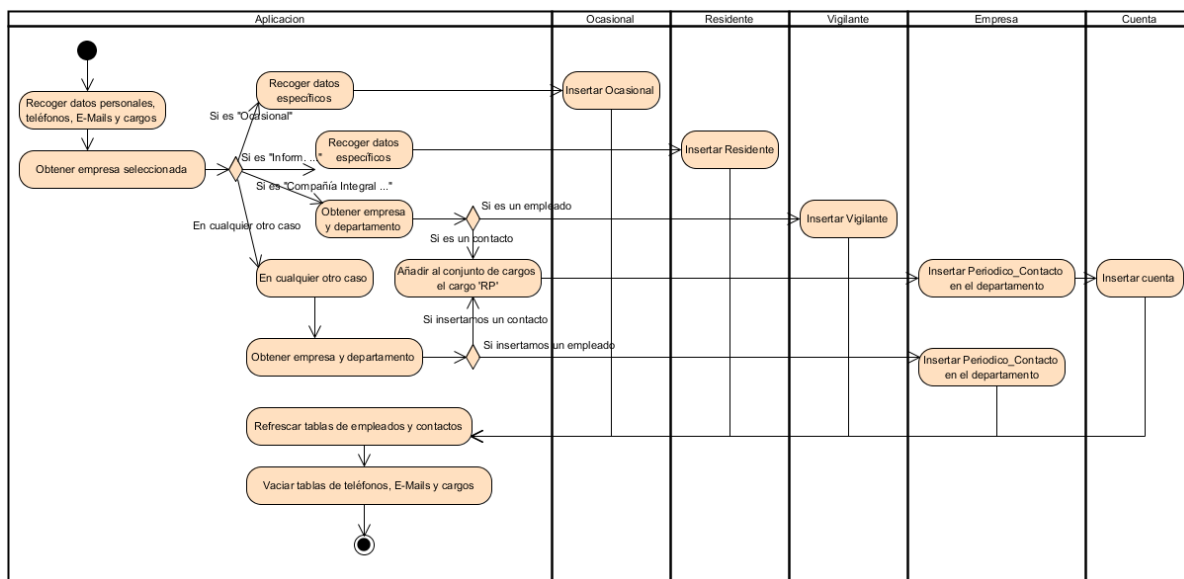 Aplicacion
Ocasional
Residente
Vigilante
Empresa
Cuenta
Recoger datos personales,
teléfonos, E-Mails y cargos
Obtener empresa seleccionada
Si es "Ocasional"
Recoger datos
específicos
Insertar Ocasional
Si es "Inform. ..."
Recoger datos
específicos
Insertar Residente
Si es "Compañía Integral ..."
Obtener empresa
y departamento
Si es un empleado
Insertar Vigilante
Si es un contacto
En cualquier otro caso
En cualquier otro caso
Añadir al conjunto de cargos
el cargo 'RP'
Insertar Periodico_Contacto
en el departamento
Insertar cuenta
Si insertamos un contacto
Obtener empresa y departamento
Si insertamos un empleado
Insertar Periodico_Contacto
en el departamento
Refrescar tablas de empleados y contactos
Vaciar tablas de teléfonos, E-Mails y cargos